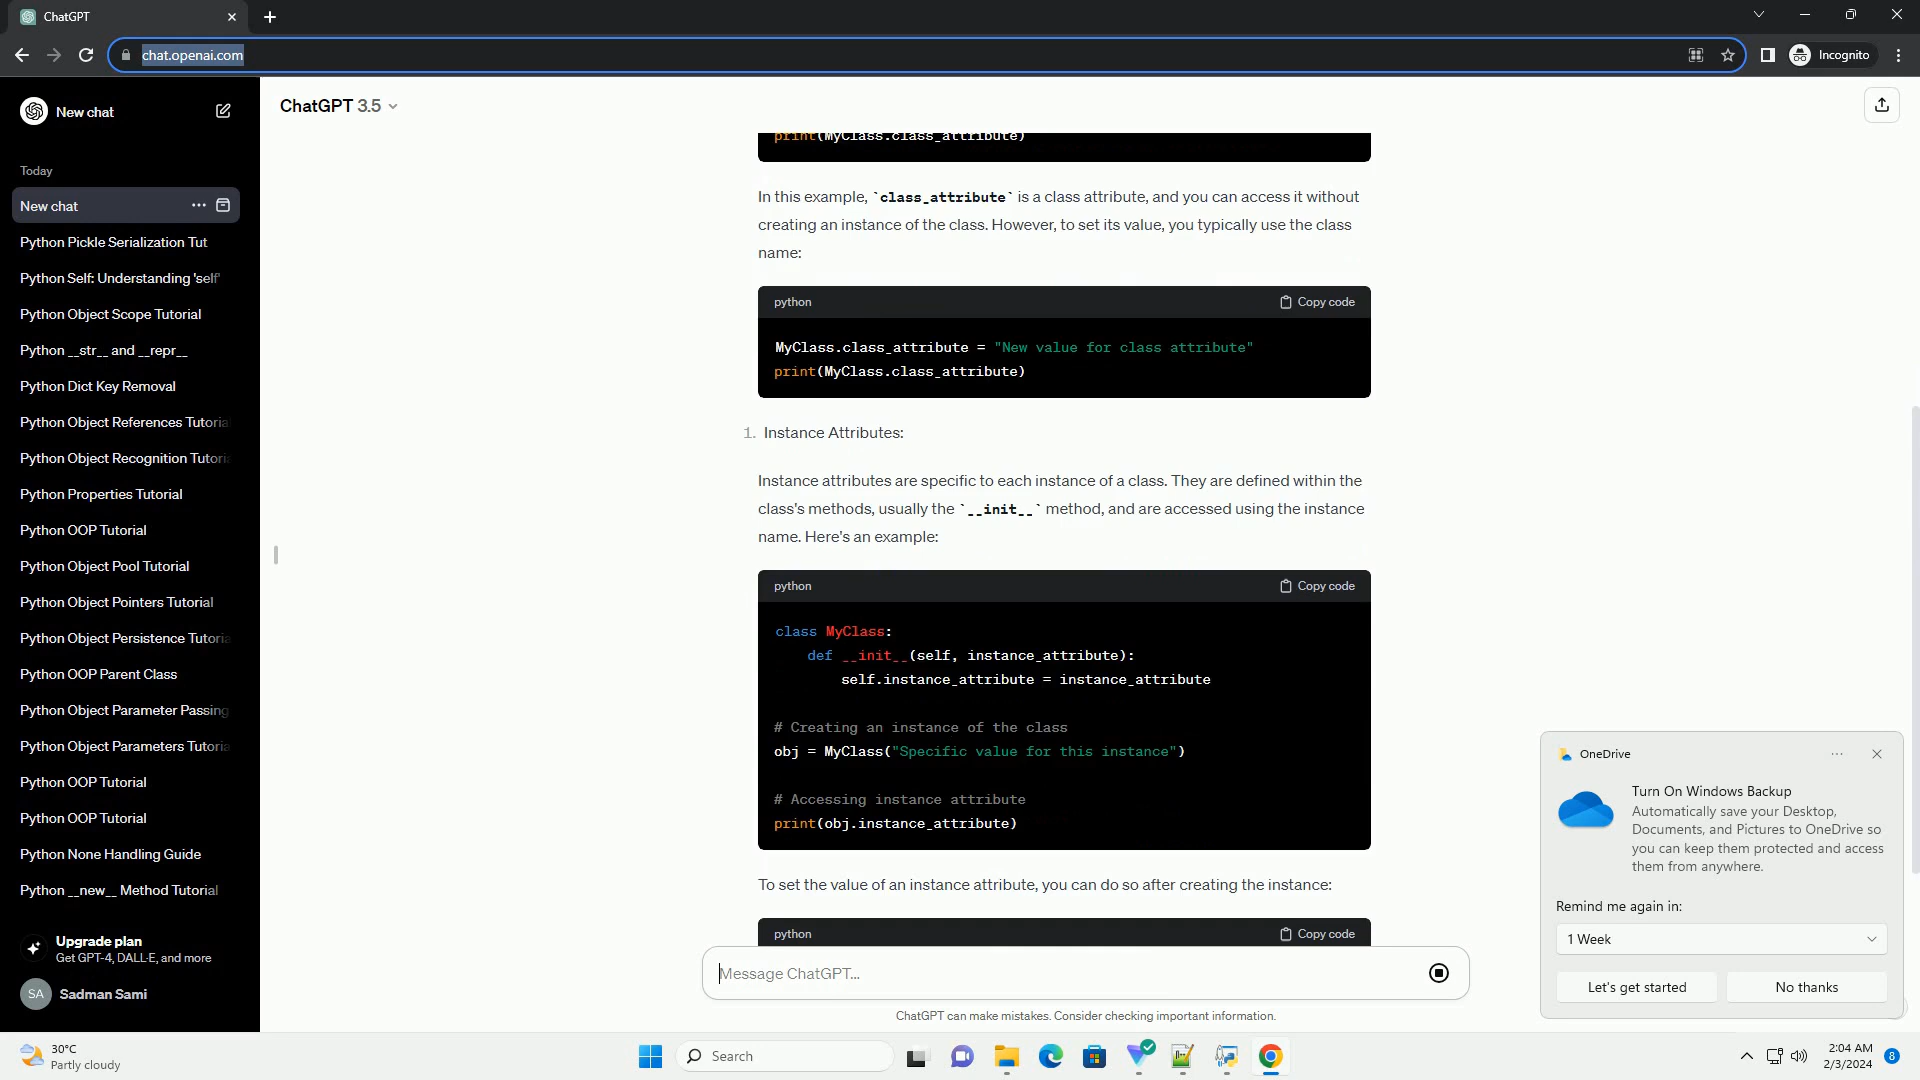 ChatGPT
chat.openai.com
Incognito
New chat
Today
New chat
Python Pickle Serialization Tut
Python Self: Understanding 'self'
Python Object Scope Tutorial
Python __str__ and __repr__
Python Dict Key Removal
Python Object References Tutorial
Python Object Recognition Tutori
Python Properties Tutorial
Python OOP Tutorial
Python Object Pool Tutorial
Python Object Pointers Tutorial
Python Object Persistence Tutoria
Python OOP Parent Class
Python Object Parameter Passing
Python Object Parameters Tutoria
Python OOP Tutorial
Python OOP Tutorial
Python None Handling Guide
Python __new__ Method Tutorial
Upgrade plan
Get GPT-4, DALL·E, and more
SA
Sadman Sami
ChatGPT 3.5
print(MyClass.class_attribute)
In this example, `class_attribute` is a class attribute, and you can access it without
creating an instance of the class. However, to set its value, you typically use the class
name:
python Copy code
MyClass.class_attribute = "New value for class attribute"
print(MyClass.class_attribute)
1. Instance Attributes:
Instance attributes are specific to each instance of a class. They are defined within the
class's methods, usually the `__init__` method, and are accessed using the instance
name. Here's an example:
python Copy code
class MyClass:
def __init__(self, instance_attribute):
self.instance_attribute = instance_attribute
# Creating an instance of the class
obj = MyClass("Specific value for this instance")
# Accessing instance attribute
print(obj.instance_attribute)
To set the value of an instance attribute, you can do so after creating the instance:
python Copy code
Message ChatGPT...
ChatGPT can make mistakes. Consider checking important information.
OneDrive
Turn On Windows Backup
Automatically save your Desktop,
Documents, and Pictures to OneDrive so
you can keep them protected and access
them from anywhere.
Remind me again in:
1 Week
Let's get started
No thanks
30°C
Partly cloudy
Search
2:04 AM
2/3/2024
8